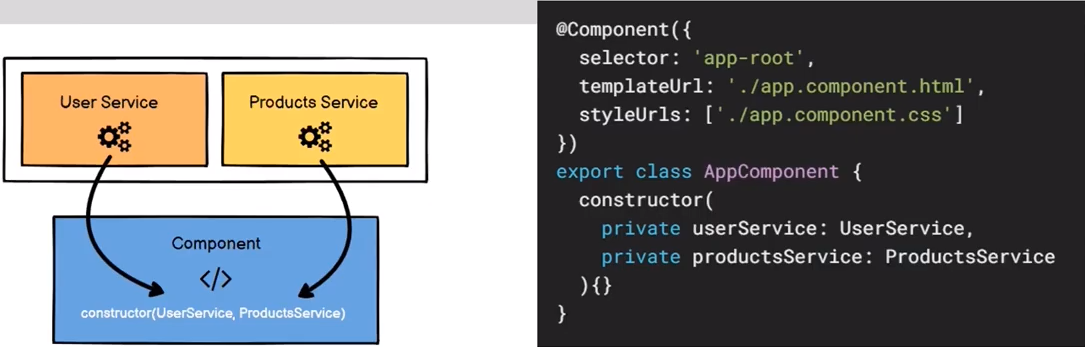 User Service
Products Service
Component
</>
constructor(UserService, ProductsService)
@Component({
  selector: 'app-root',
  templateUrl: './app.component.html',
  styleUrls: ['./app.component.css']
})
export class AppComponent {
  constructor(
    private userService: UserService,
    private productsService: ProductsService
  ){}
}